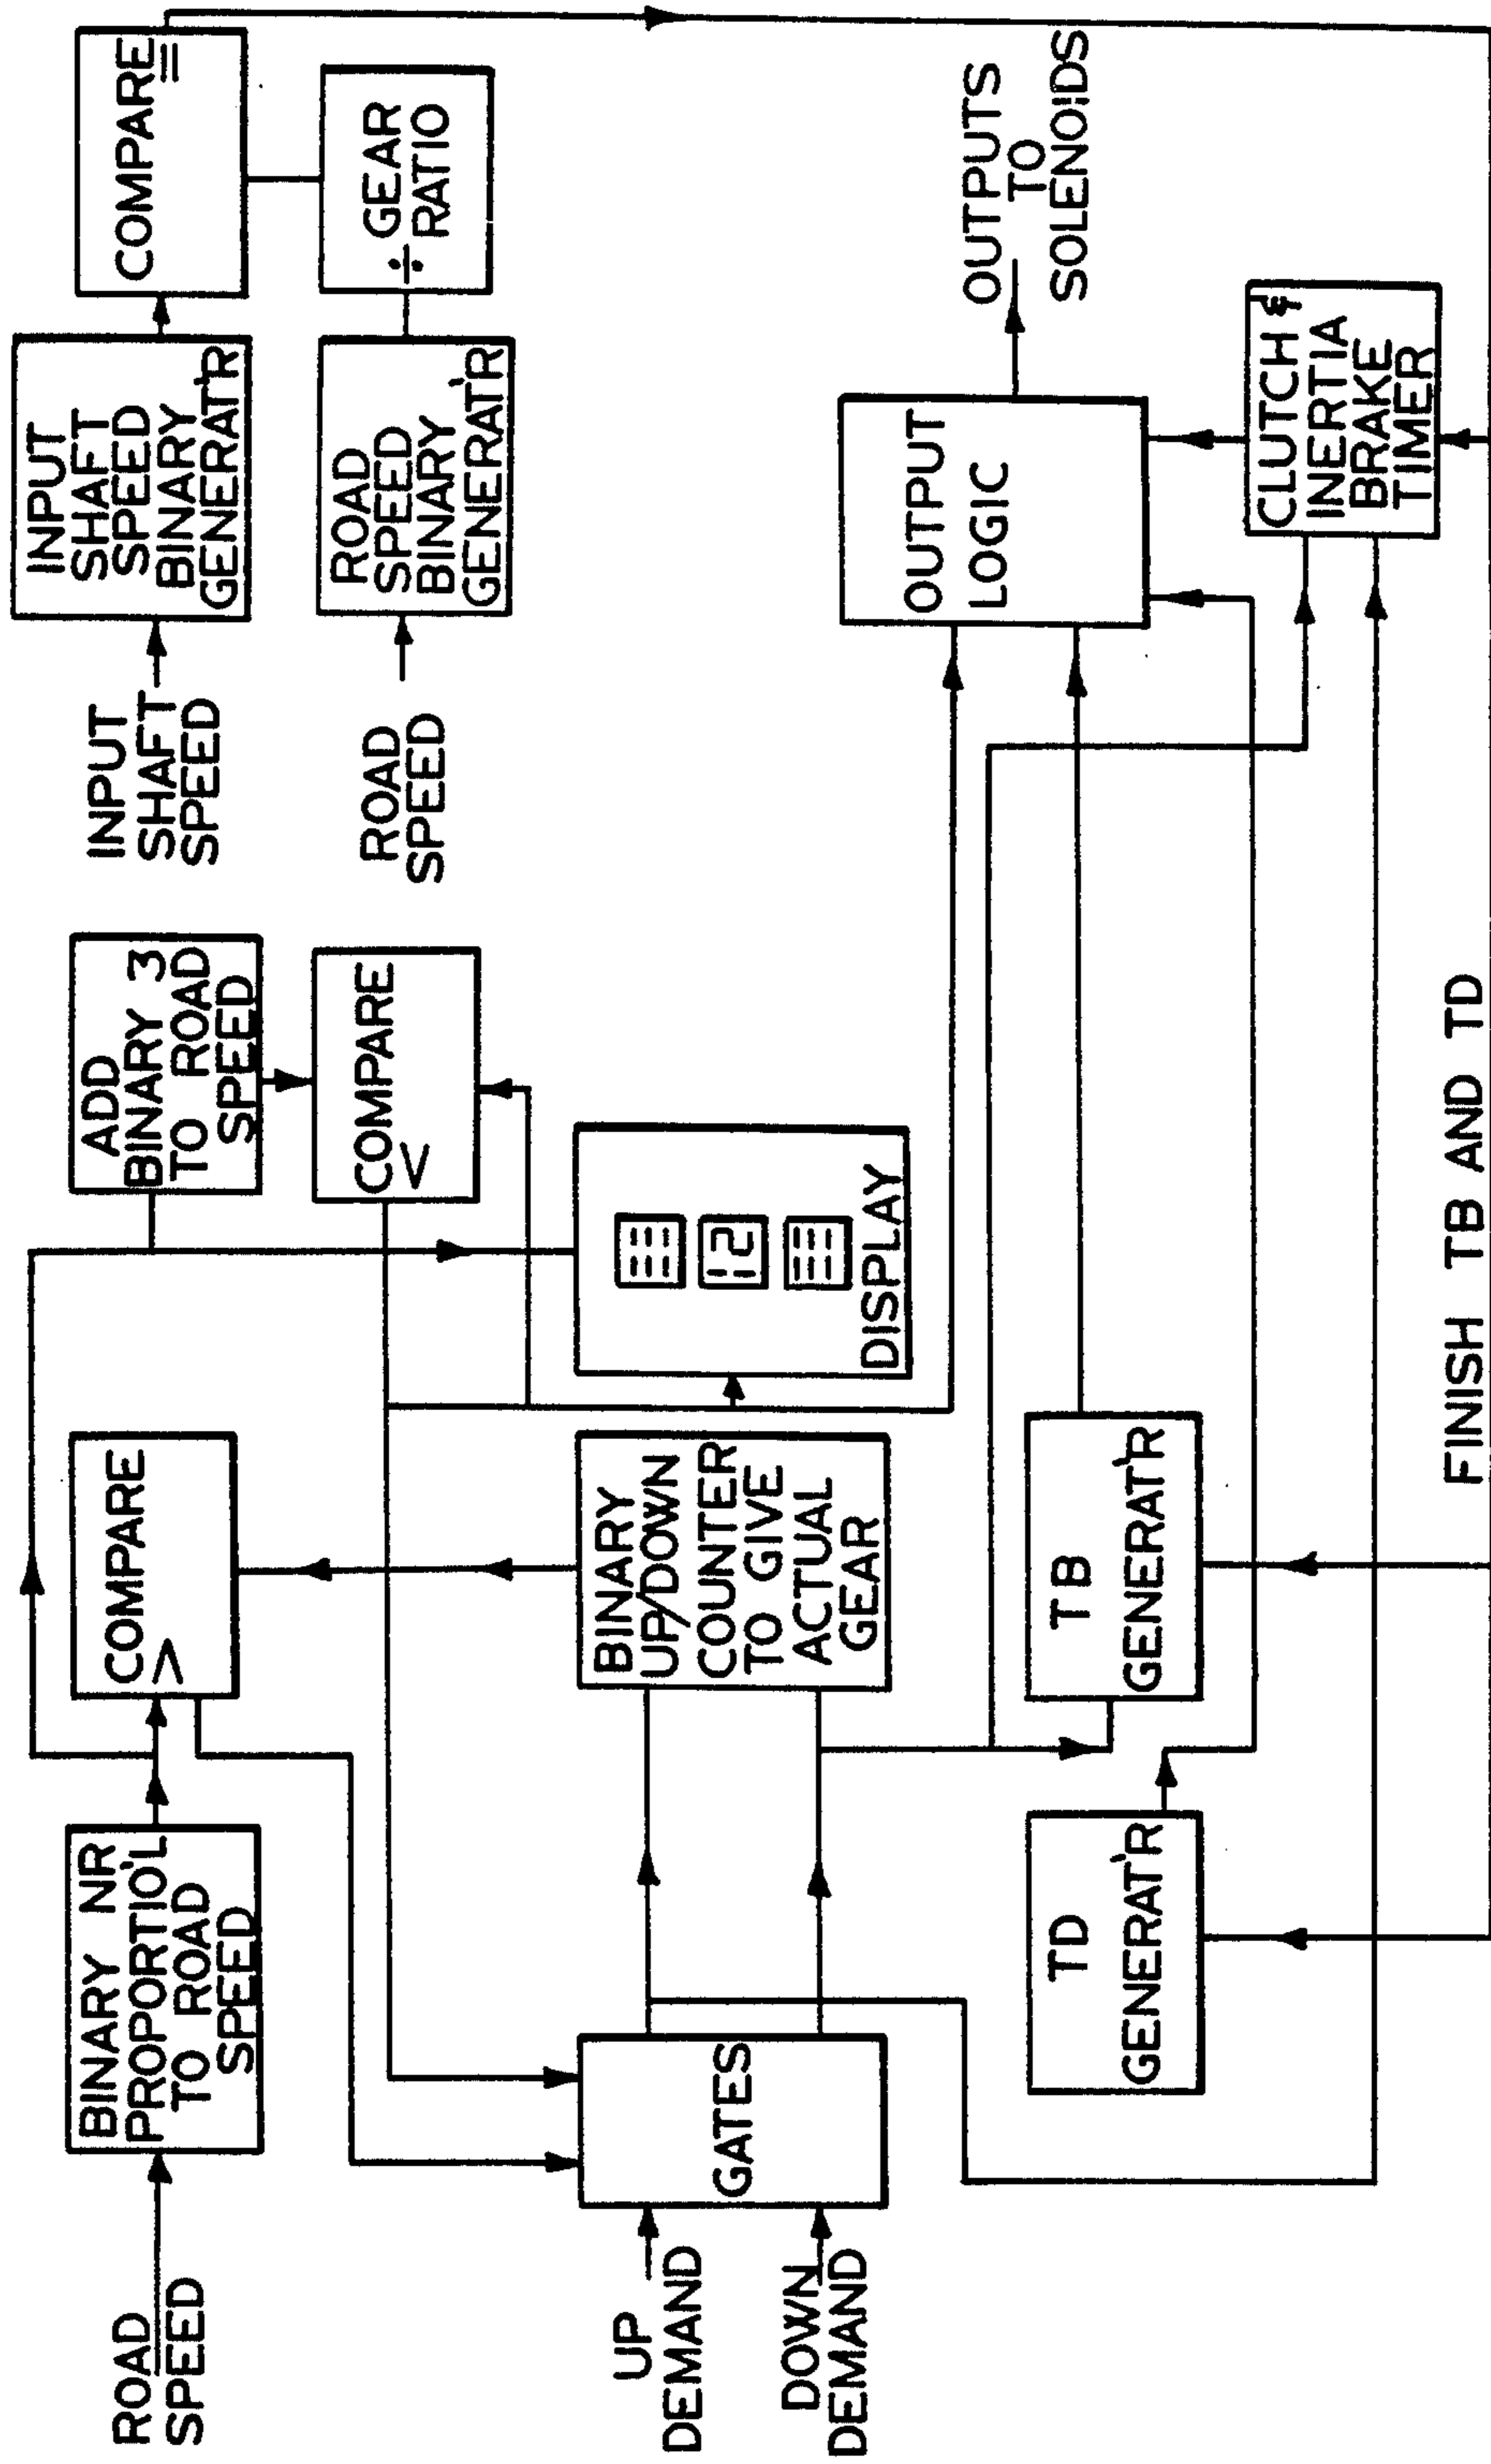 ROAD
SPEED
BINARY NR
PROPORTIO'L
TO ROAD
SPEED
COMPARE
>
ADD
BINARY 3
TO ROAD
SPEED
COMPARE
<
INPUT
SHAFT
SPEED
INPUT
SHAFT
SPEED
BINARY
GENERAT'R
COMPARE
=
ROAD
SPEED
ROAD
SPEED
BINARY
GENERAT'R
÷ GEAR
RATIO
UP
DEMAND
DOWN
DEMAND
GATES
BINARY
UP/DOWN
COUNTER
TO GIVE
ACTUAL
GEAR
12
DISPLAY
OUTPUT
LOGIC
OUTPUTS
TO
SOLENOIDS
TD
GENERAT'R
TB
GENERAT'R
CLUTCH &
INERTIA
BRAKE
TIMER
FINISH TB AND TD